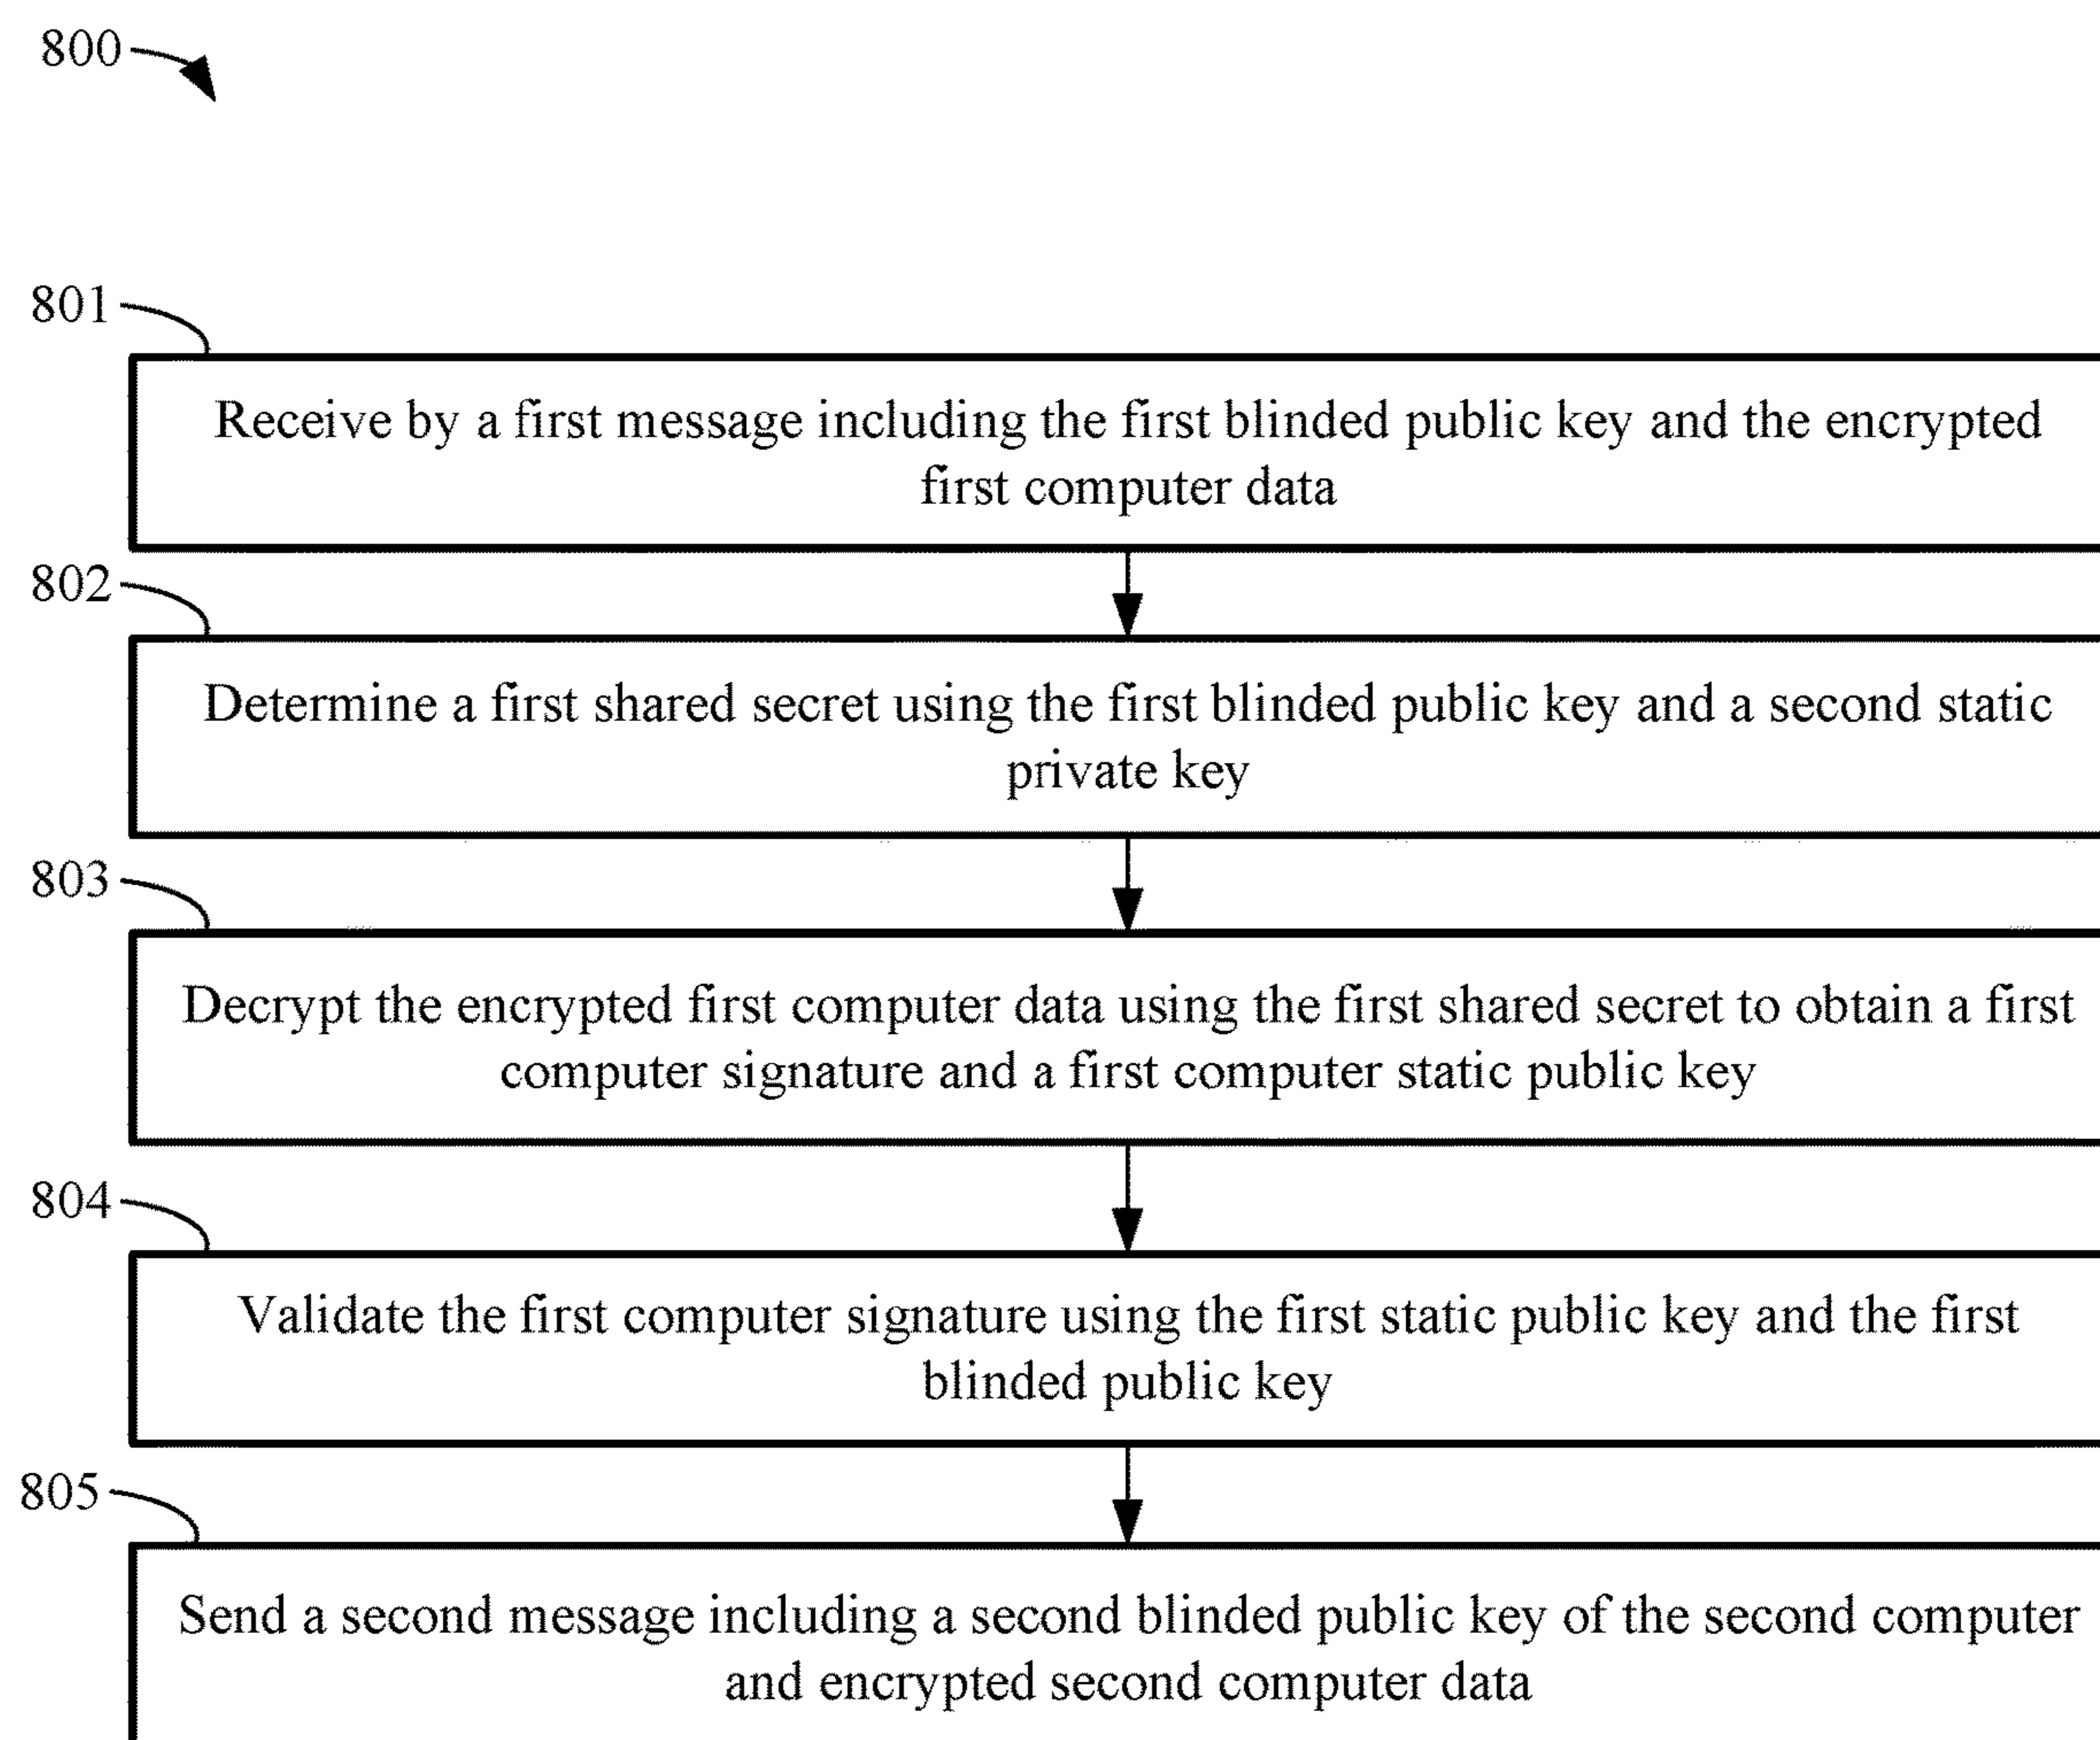 800
801
Receive by a first message including the first blinded public key and the encrypted
first computer data
802
Determine a first shared secret using the first blinded public key and a second static
private key
803
Decrypt the encrypted first computer data using the first shared secret to obtain a first
computer signature and a first computer static public key
804
Validate the first computer signature using the first static public key and the first
blinded public key
805
Send a second message including a second blinded public key of the second computer
and encrypted second computer data